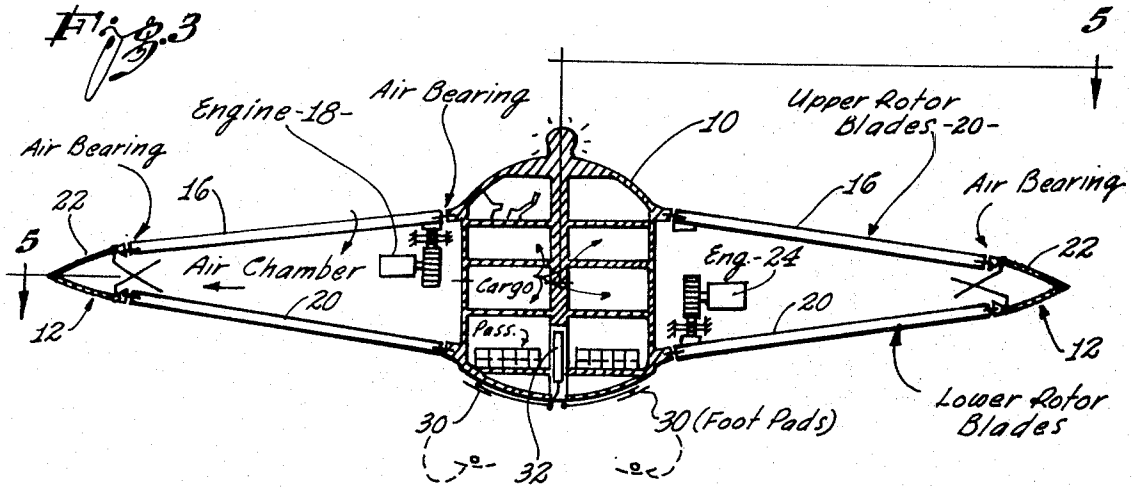 Fig. 3
5
Air Bearing
Engine-18-
10
Upper Rotor
Blades -20-
Air Bearing
Air Bearing
22
16
16
22
5
Air Chamber
Eng.-24
Cargo
12
20
20
12
Pass.
Lower Rotor
Blades
30
30 (Foot Pads)
32